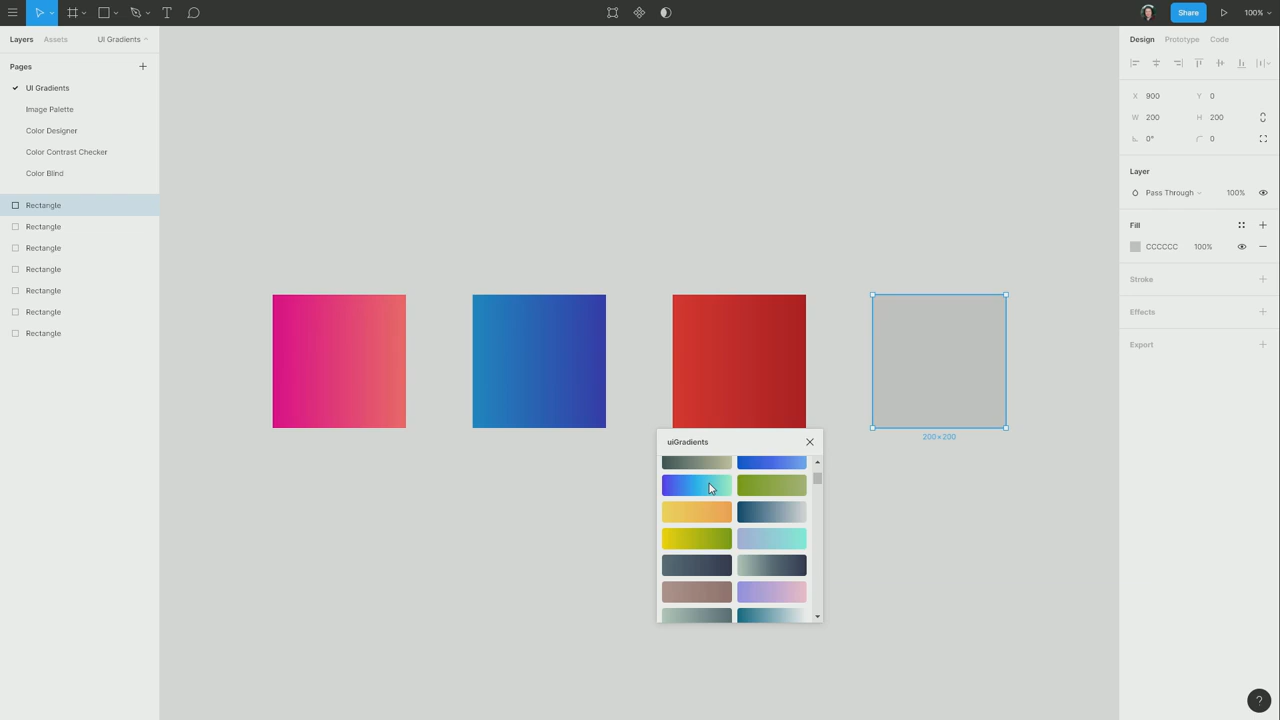 Share
100%
Layers
Assets
UI Gradients
Pages
UI Gradients
Image Palette
Color Designer
Color Contrast Checker
Color Blind
Rectangle
Rectangle
Rectangle
Rectangle
Rectangle
Rectangle
Rectangle
200×200
uiGradients
Design Prototype Code
X 900 Y 0
W 200 H 200
0° 0
Layer
Pass Through 100%
Fill
CCCCCC 100%
Stroke
Effects
Export
?